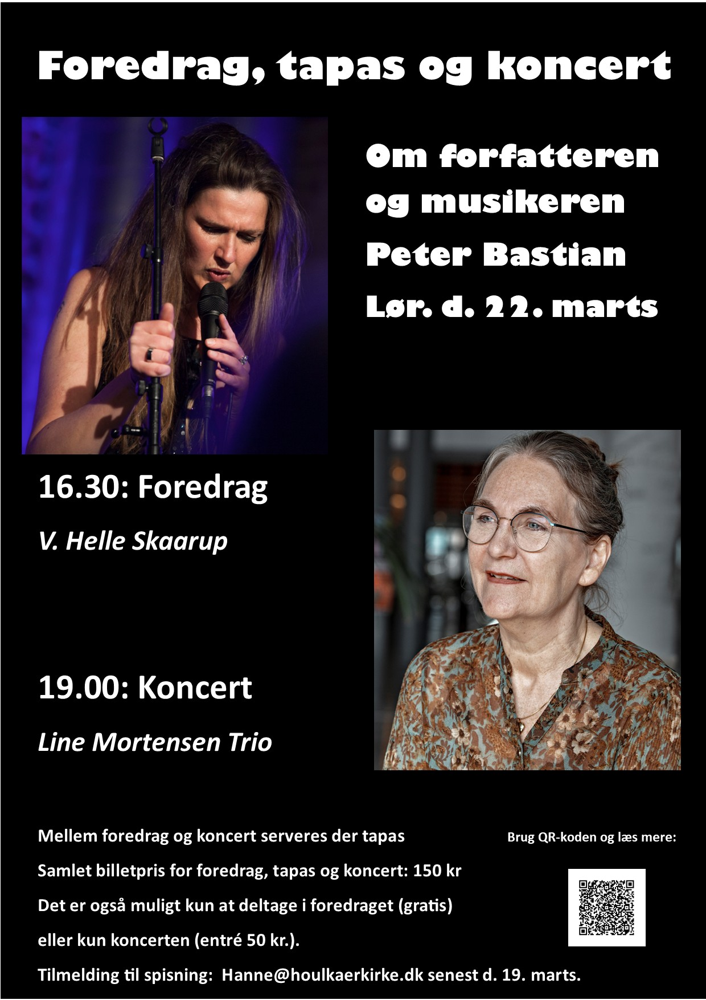 Foredrag, tapas og koncert
Om forfatteren
og musikeren
Peter Bastian
Lør. d. 22. marts
16.30: Foredrag
V. Helle Skaarup
19.00: Koncert
Line Mortensen Trio
Mellem foredrag og koncert serveres der tapas
Samlet billetpris for foredrag, tapas og koncert: 150 kr
Det er også muligt kun at deltage i foredraget (gratis)
eller kun koncerten (entré 50 kr.).
Tilmelding til spisning: Hanne@houlkaerkirke.dk senest d. 19. marts.
Brug QR-koden og læs mere: